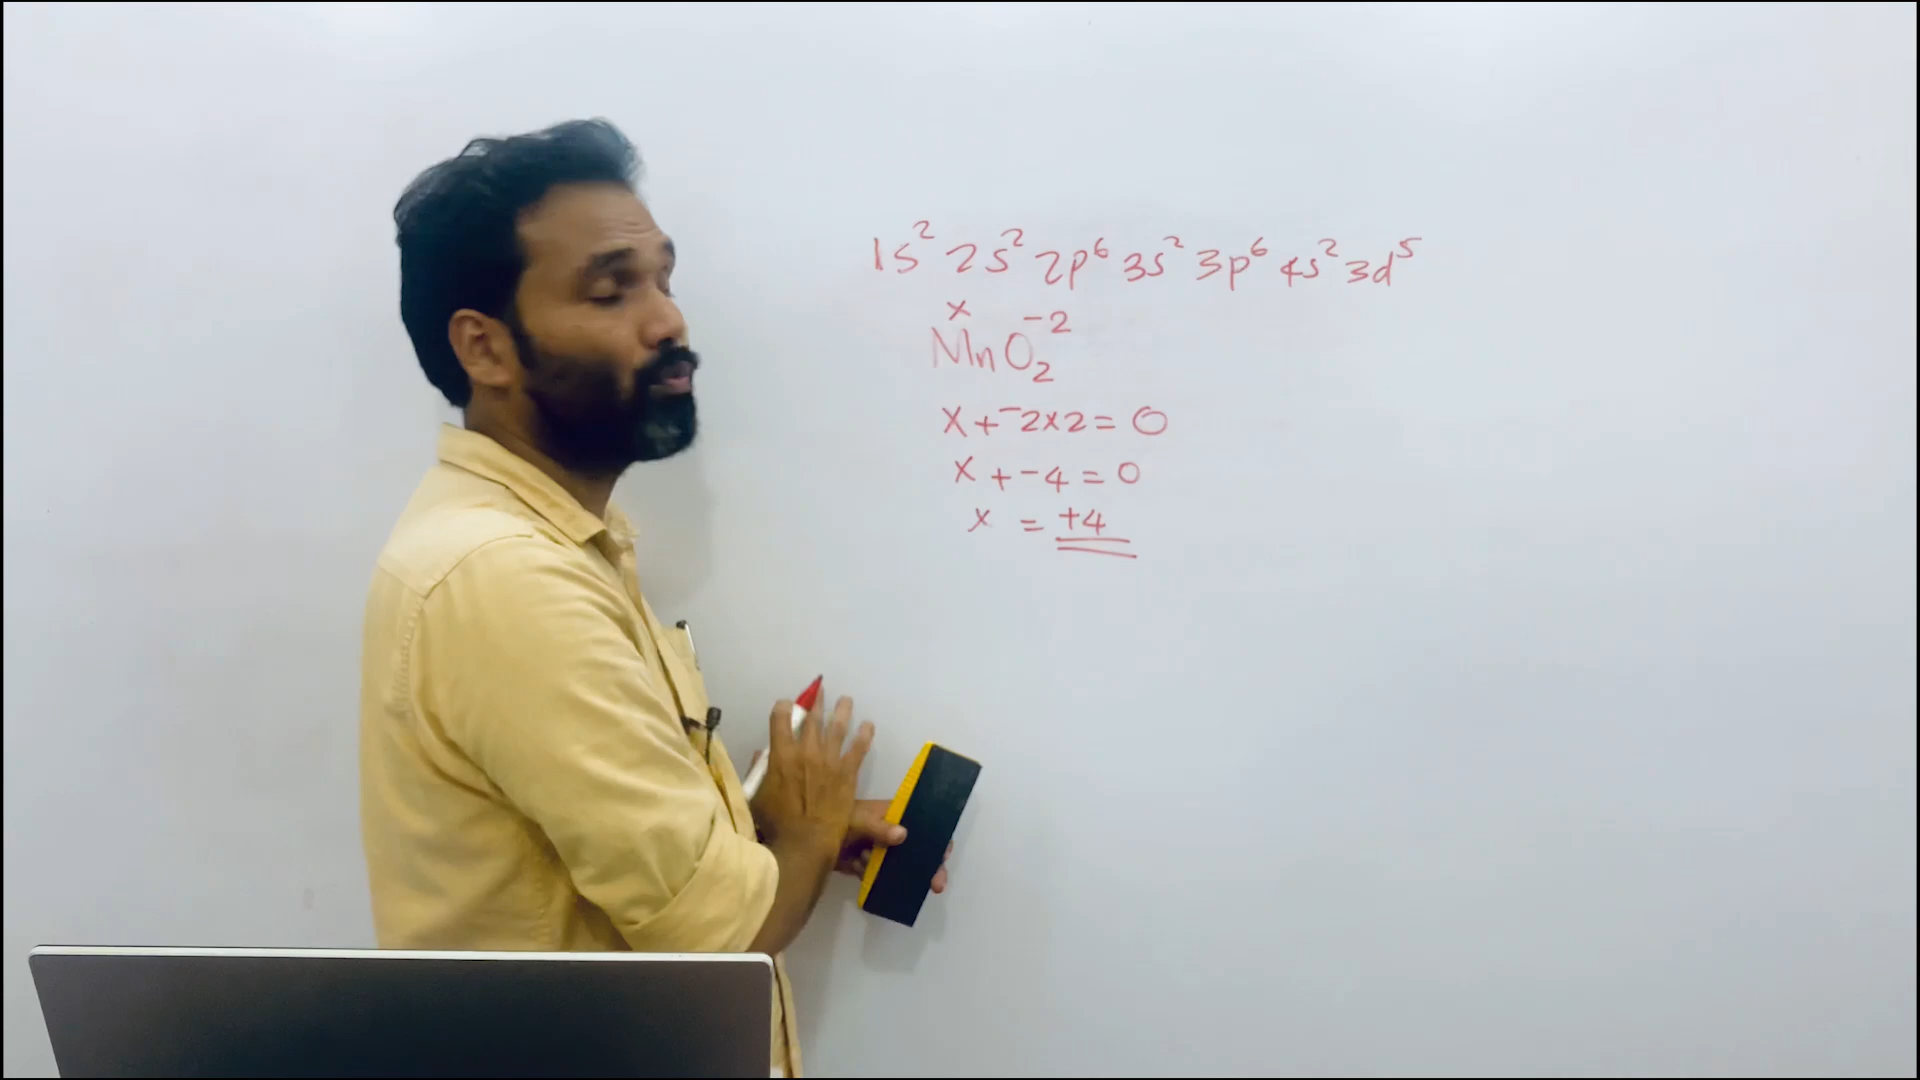 1s² 2s² 2p⁶ 3s² 3p⁶ 4s² 3d⁵
x -2
MnO₂
x + -2x2 = 0
x + -4 = 0
x = +4